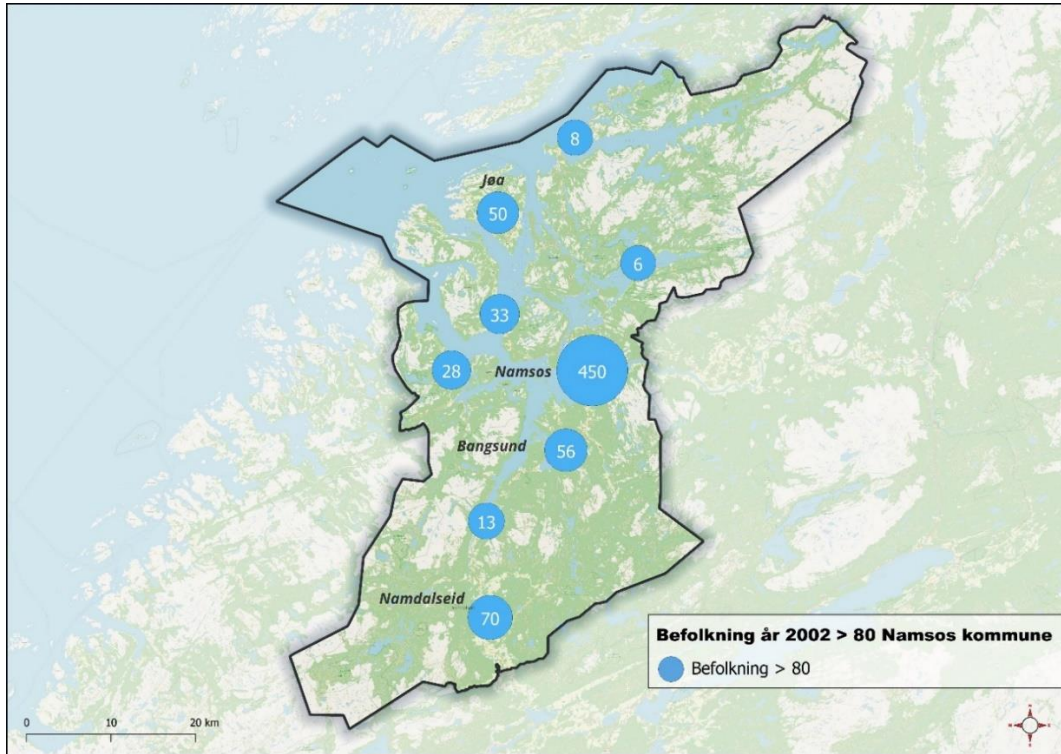 8
Jøa
50
6
33
28
Namsos
450
Bangsund
56
13
Namdalseid
70
Befolkning år 2002 > 80 Namsos kommune
Befolkning > 80
0 10 20 km